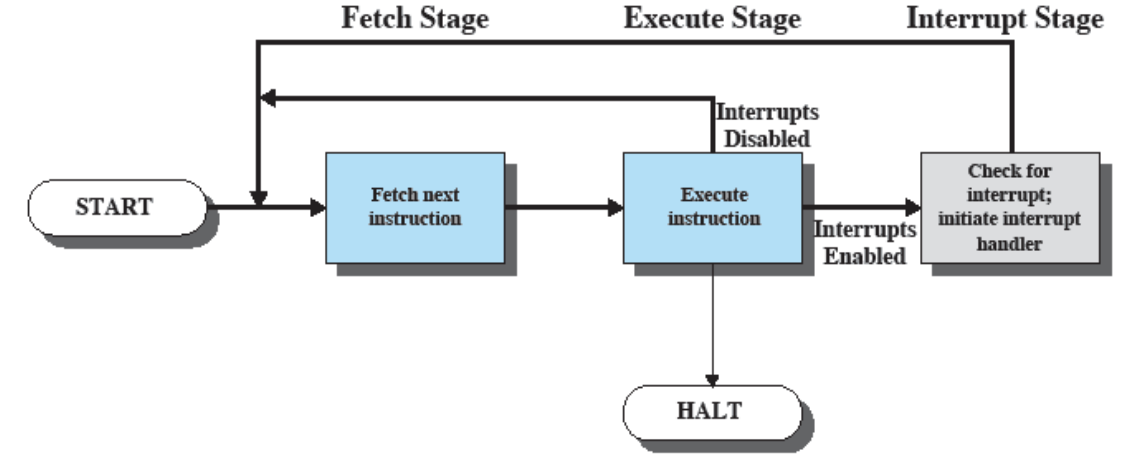 Fetch Stage
Execute Stage
Interrupt Stage
Interrupts
Disabled
START
Fetch next
instruction
Execute
instruction
Interrupts
Enabled
Check for
interrupt;
initiate interrupt
handler
HALT